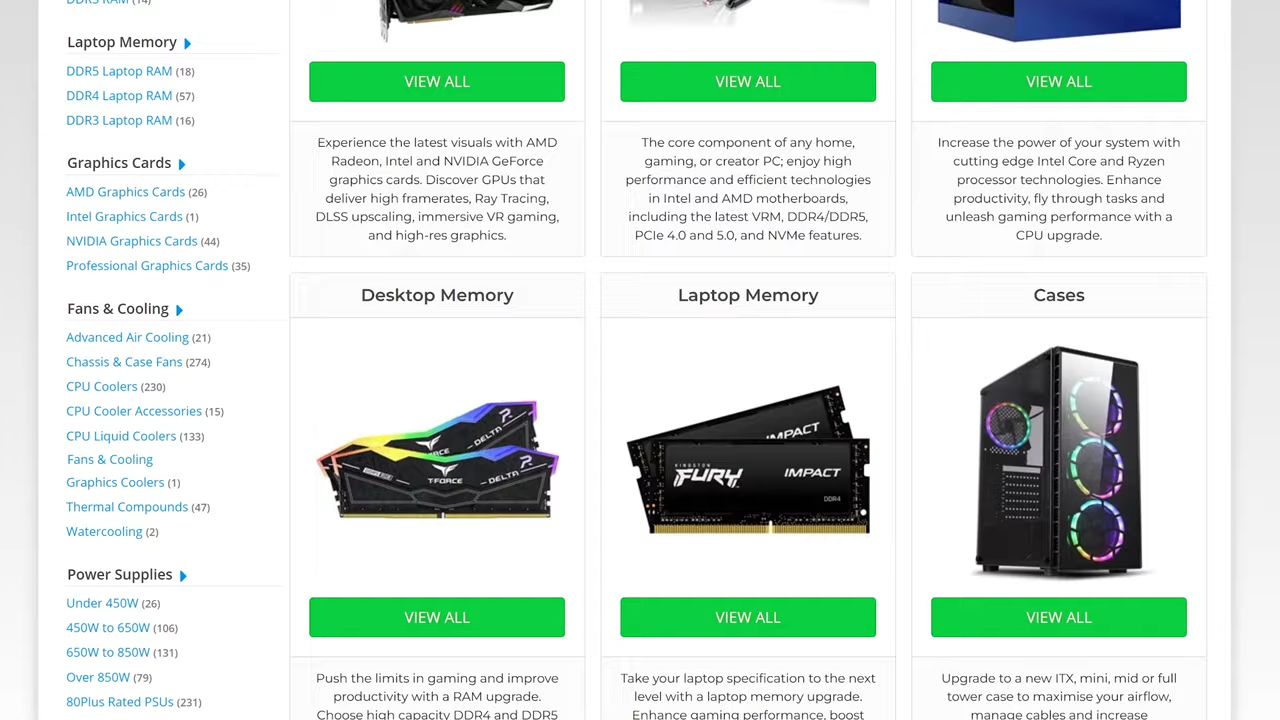 Laptop Memory
DDR5 Laptop RAM (18)
DDR4 Laptop RAM (57)
DDR3 Laptop RAM (16)
Graphics Cards
AMD Graphics Cards (26)
Intel Graphics Cards (1)
NVIDIA Graphics Cards (44)
Professional Graphics Cards (35)
Fans & Cooling
Advanced Air Cooling (21)
Chassis & Case Fans (274)
CPU Coolers (230)
CPU Cooler Accessories (15)
CPU Liquid Coolers (133)
Fans & Cooling
Graphics Coolers (1)
Thermal Compounds (47)
Watercooling (2)
Power Supplies
Under 450W (26)
450W to 650W (106)
650W to 850W (131)
Over 850W (79)
80Plus Rated PSUs (231)
VIEW ALL
Experience the latest visuals with AMD
Radeon, Intel and NVIDIA GeForce
graphics cards. Discover GPUs that
deliver high framerates, Ray Tracing,
DLSS upscaling, immersive VR gaming,
and high-res graphics.
VIEW ALL
The core component of any home,
gaming, or creator PC; enjoy high
performance and efficient technologies
in Intel and AMD motherboards,
including the latest VRM, DDR4/DDR5,
PCIe 4.0 and 5.0, and NVMe features.
VIEW ALL
Increase the power of your system with
cutting edge Intel Core and Ryzen
processor technologies. Enhance
productivity, fly through tasks and
unleash gaming performance with a
CPU upgrade.
Desktop Memory
DELTA
T-FORCE
DELTA
VIEW ALL
Push the limits in gaming and improve
productivity with a RAM upgrade.
Choose high capacity DDR4 and DDR5
Laptop Memory
IMPACT
KINGSTON
FURY
IMPACT
DDR4
VIEW ALL
Take your laptop specification to the next
level with a laptop memory upgrade.
Enhance gaming performance, boost
Cases
VIEW ALL
Upgrade to a new ITX, mini, mid or full
tower case to maximise your airflow,
manage cables and increase